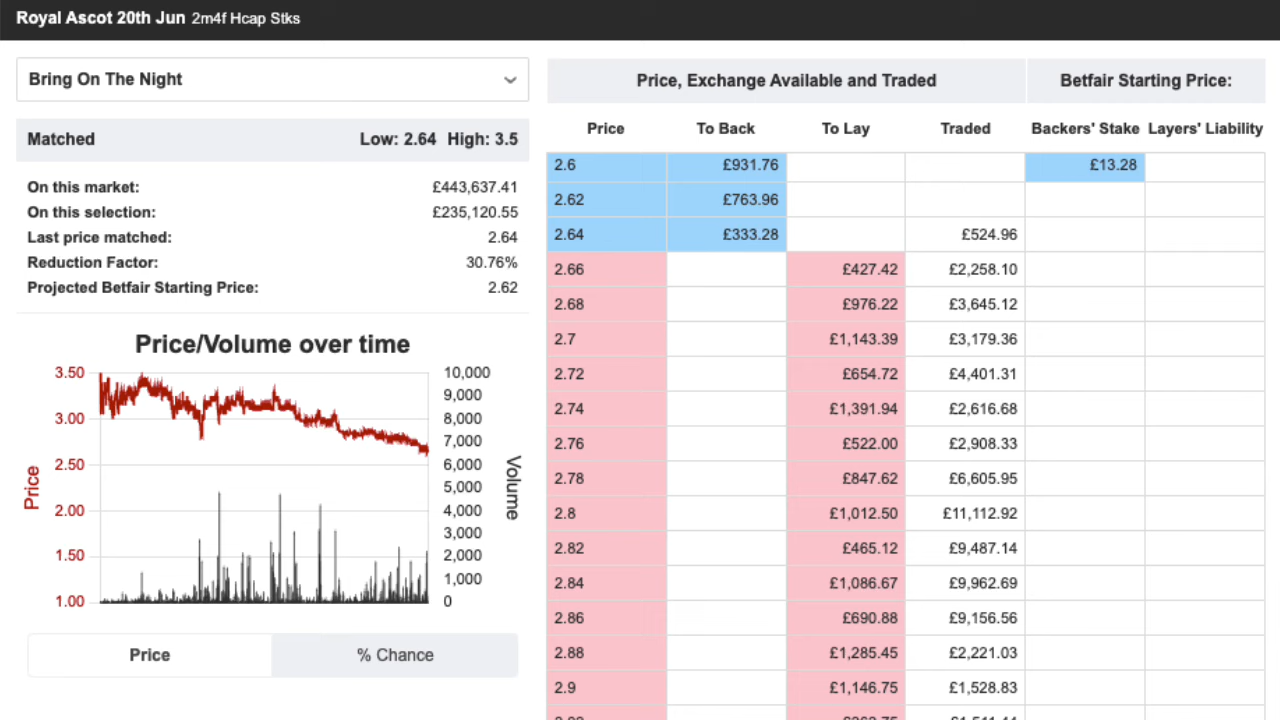 Royal Ascot 20th Jun 2m4f Hcap Stks
Bring On The Night
Matched Low: 2.64 High: 3.5
On this market: £443,637.41
On this selection: £235,120.55
Last price matched: 2.64
Reduction Factor: 30.76%
Projected Betfair Starting Price: 2.62
Price/Volume over time
3.50
3.00
2.50
2.00
1.50
1.00
Price
10,000
9,000
8,000
7,000
6,000
5,000
4,000
3,000
2,000
1,000
0
Volume
Price % Chance
Price, Exchange Available and Traded Betfair Starting Price:
Price To Back To Lay Traded Backers' Stake Layers' Liability
2.6 £931.76 £13.28
2.62 £763.96
2.64 £333.28 £524.96
2.66 £427.42 £2,258.10
2.68 £976.22 £3,645.12
2.7 £1,143.39 £3,179.36
2.72 £654.72 £4,401.31
2.74 £1,391.94 £2,616.68
2.76 £522.00 £2,908.33
2.78 £847.62 £6,605.95
2.8 £1,012.50 £11,112.92
2.82 £465.12 £9,487.14
2.84 £1,086.67 £9,962.69
2.86 £690.88 £9,156.56
2.88 £1,285.45 £2,221.03
2.9 £1,146.75 £1,528.83